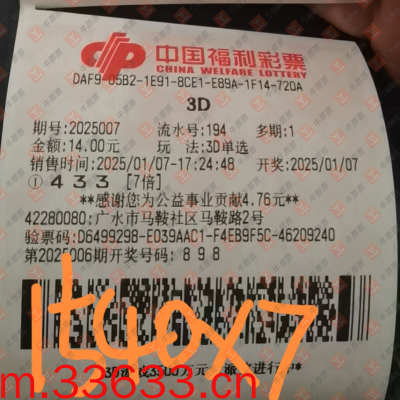 中国福利彩票
CHINA WELFARE LOTTERY
DAF9-05B2-1E91-8CE1-E89A-1F14-720A
3D
期号:2025007 流水号:194 多期:1
金额:14.00元 玩 法:3D单选
销售时间:2025/01/07-17:24:48 开奖:2025/01/07
① 4 3 3 [7倍]
**感谢您为公益事业贡献4.76元**
42280080:广水市马鞍社区马鞍路2号
验票码:D6499298-E039AAC1-F4EB9F5C-46209240
第2025006期开奖号码:8 9 8
1540X7
m.33633.cn